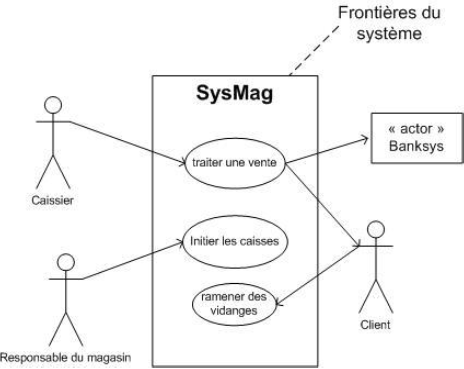 Frontières du
système
SysMag
« actor »
Banksys
traiter une vente
Caissier
Initier les caisses
ramener des
vidanges
Client
Responsable du magasin